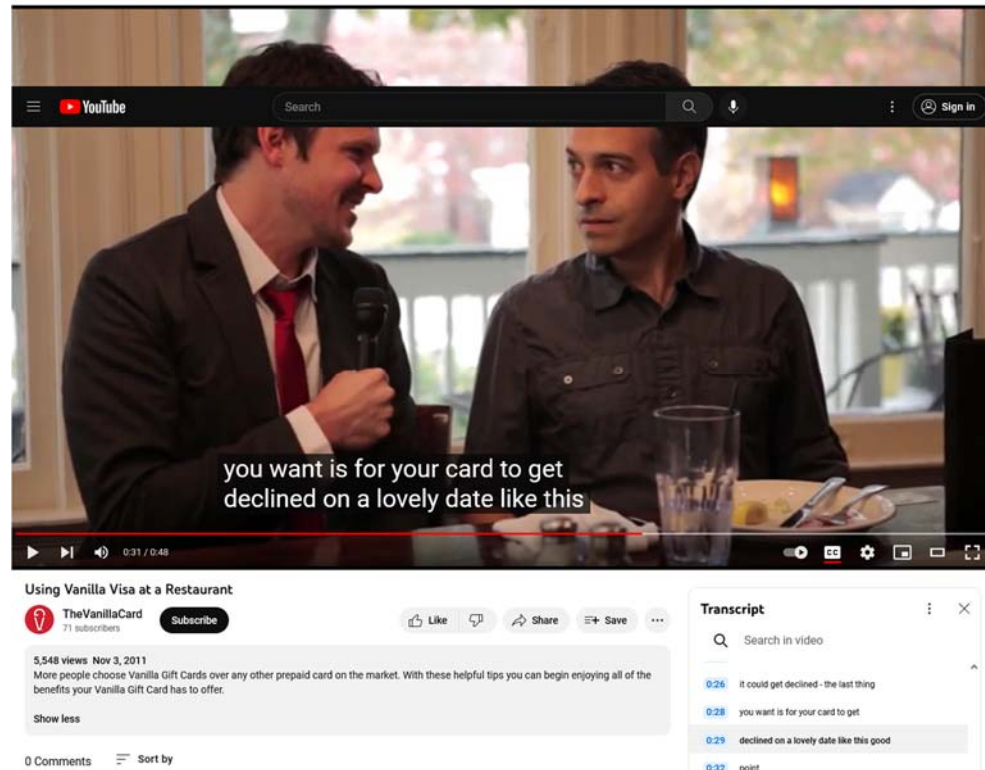 YouTube
Search
Sign in
you want is for your card to get
declined on a lovely date like this
0:31 / 0:48
CC
Using Vanilla Visa at a Restaurant
TheVanillaCard
71 subscribers
Subscribe
Like
Share
Save
5,548 views Nov 3, 2011
More people choose Vanilla Gift Cards over any other prepaid card on the market. With these helpful tips you can begin enjoying all of the
benefits your Vanilla Gift Card has to offer.
Show less
0 Comments
Sort by
Transcript
Search in video
0:26 it could get declined - the last thing
0:28 you want is for your card to get
0:29 declined on a lovely date like this good
0:32 point